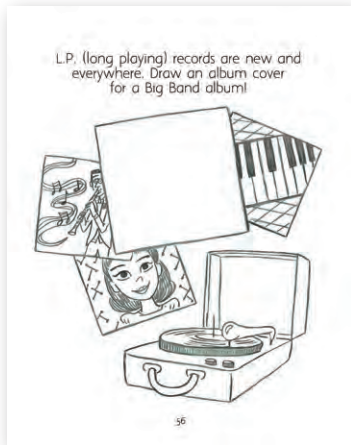 L.P. (long playing) records are new and
everywhere. Draw an album cover
for a Big Band album!
56